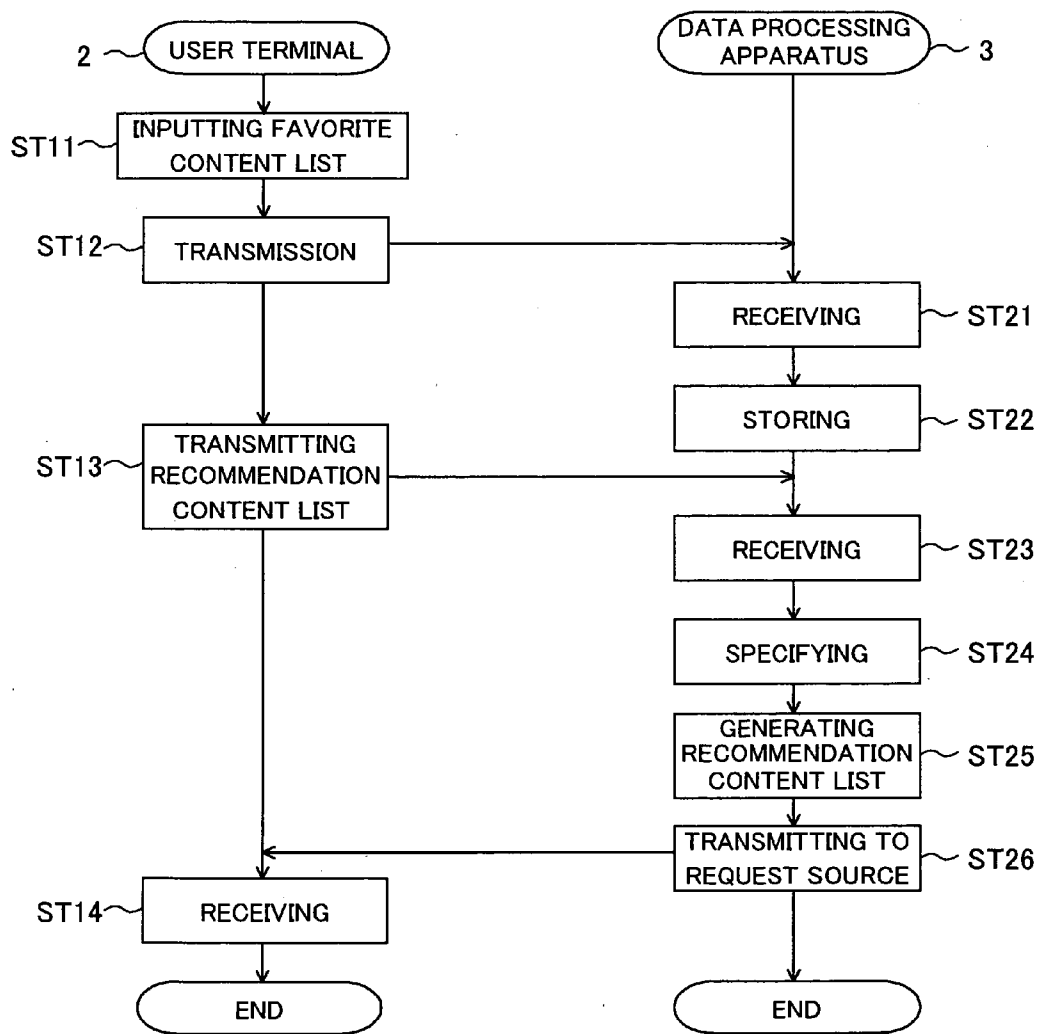 2
USER TERMINAL
DATA PROCESSING
APPARATUS
3
ST11
INPUTTING FAVORITE
CONTENT LIST
ST12
TRANSMISSION
RECEIVING
ST21
STORING
ST22
ST13
TRANSMITTING
RECOMMENDATION
CONTENT LIST
RECEIVING
ST23
SPECIFYING
ST24
GENERATING
RECOMMENDATION
CONTENT LIST
ST25
TRANSMITTING TO
REQUEST SOURCE
ST26
ST14
RECEIVING
END
END